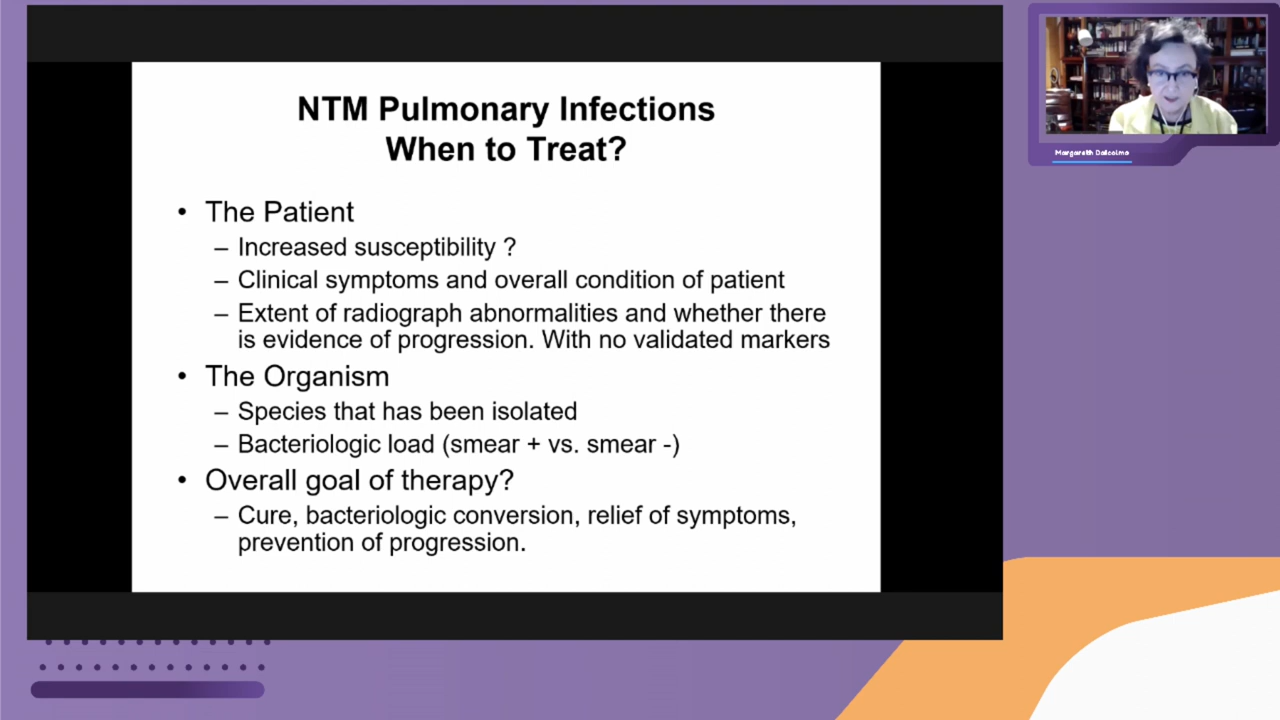 NTM Pulmonary Infections
When to Treat?
• The Patient
– Increased susceptibility ?
– Clinical symptoms and overall condition of patient
– Extent of radiograph abnormalities and whether there
is evidence of progression. With no validated markers
• The Organism
– Species that has been isolated
– Bacteriologic load (smear + vs. smear -)
• Overall goal of therapy?
– Cure, bacteriologic conversion, relief of symptoms,
prevention of progression.
Margareth Dalcolmo